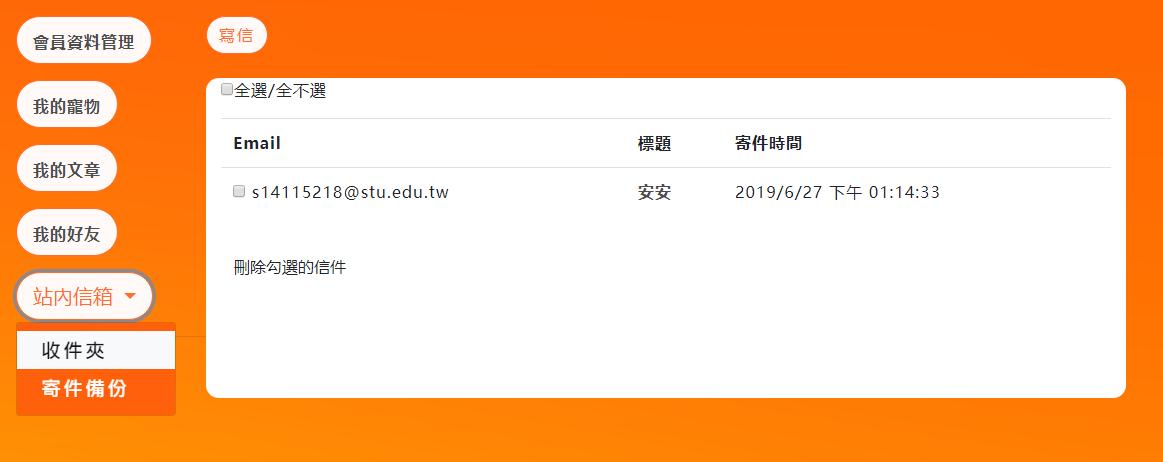 會員資料管理
我的寵物
我的文章
我的好友
站內信箱
收件夾
寄件備份
寫信
全選/全不選
Email 標題 寄件時間
s14115218@stu.edu.tw 安安 2019/6/27 下午 01:14:33
刪除勾選的信件